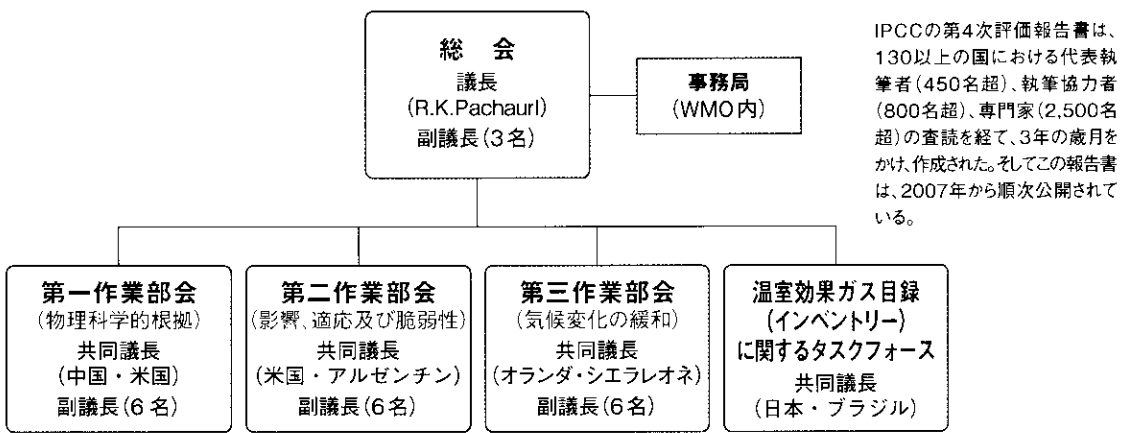 総　会
議長
(R.K.PachaurI)
副議長(3名)
事務局
(WMO内)
IPCCの第4次評価報告書は、
130以上の国における代表執
筆者(450名超)、執筆協力者
(800名超)、専門家(2,500名
超)の査読を経て、3年の歳月を
かけ、作成された。そしてこの報告書
は、2007年から順次公開されて
いる。
第一作業部会
(物理科学的根拠)
共同議長
(中国・米国)
副議長(6名)
第二作業部会
(影響、適応及び脆弱性)
共同議長
(米国・アルゼンチン)
副議長(6名)
第三作業部会
(気候変化の緩和)
共同議長
(オランダ・シエラレオネ)
副議長(6名)
温室効果ガス目録
(インベントリー)
に関するタスクフォース
共同議長
(日本・ブラジル)